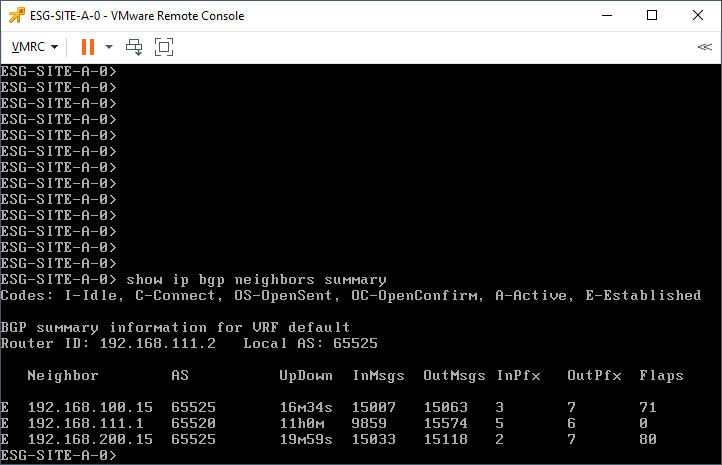 ESG-SITE-A-0 - VMware Remote Console
VMRC
ESG-SITE-A-0>
ESG-SITE-A-0>
ESG-SITE-A-0>
ESG-SITE-A-0>
ESG-SITE-A-0>
ESG-SITE-A-0>
ESG-SITE-A-0>
ESG-SITE-A-0>
ESG-SITE-A-0>
ESG-SITE-A-0>
ESG-SITE-A-0>
ESG-SITE-A-0>
ESG-SITE-A-0>
ESG-SITE-A-0> show ip bgp neighbors summary
Codes: I-Idle, C-Connect, OS-OpenSent, OC-OpenConfirm, A-Active, E-Established
BGP summary information for VRF default
Router ID: 192.168.111.2 Local AS: 65525
Neighbor AS UpDown InMsgs OutMsgs InPfx OutPfx Flaps
E 192.168.100.15 65525 16m34s 15007 15063 3 7 71
E 192.168.111.1 65520 11h0m 9859 15574 5 6 0
E 192.168.200.15 65525 19m59s 15033 15118 2 7 80
ESG-SITE-A-0>